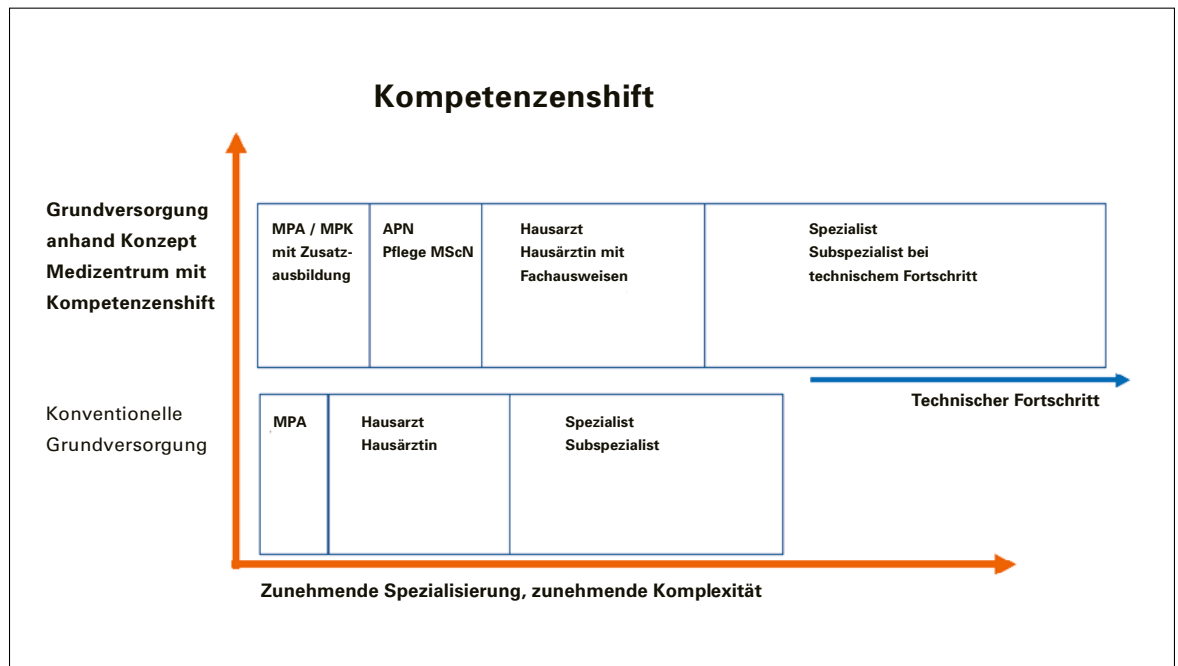 Kompetenzenshift
Grundversorgung
anhand Konzept
Medizentrum mit
Kompetenzenshift
MPA / MPK
mit Zusatz-
ausbildung
APN
Pflege MScN
Hausarzt
Hausärztin mit
Fachausweisen
Spezialist
Subspezialist bei
technischem Fortschritt
Technischer Fortschritt
Konventionelle
Grundversorgung
MPA
Hausarzt
Hausärztin
Spezialist
Subspezialist
Zunehmende Spezialisierung, zunehmende Komplexität